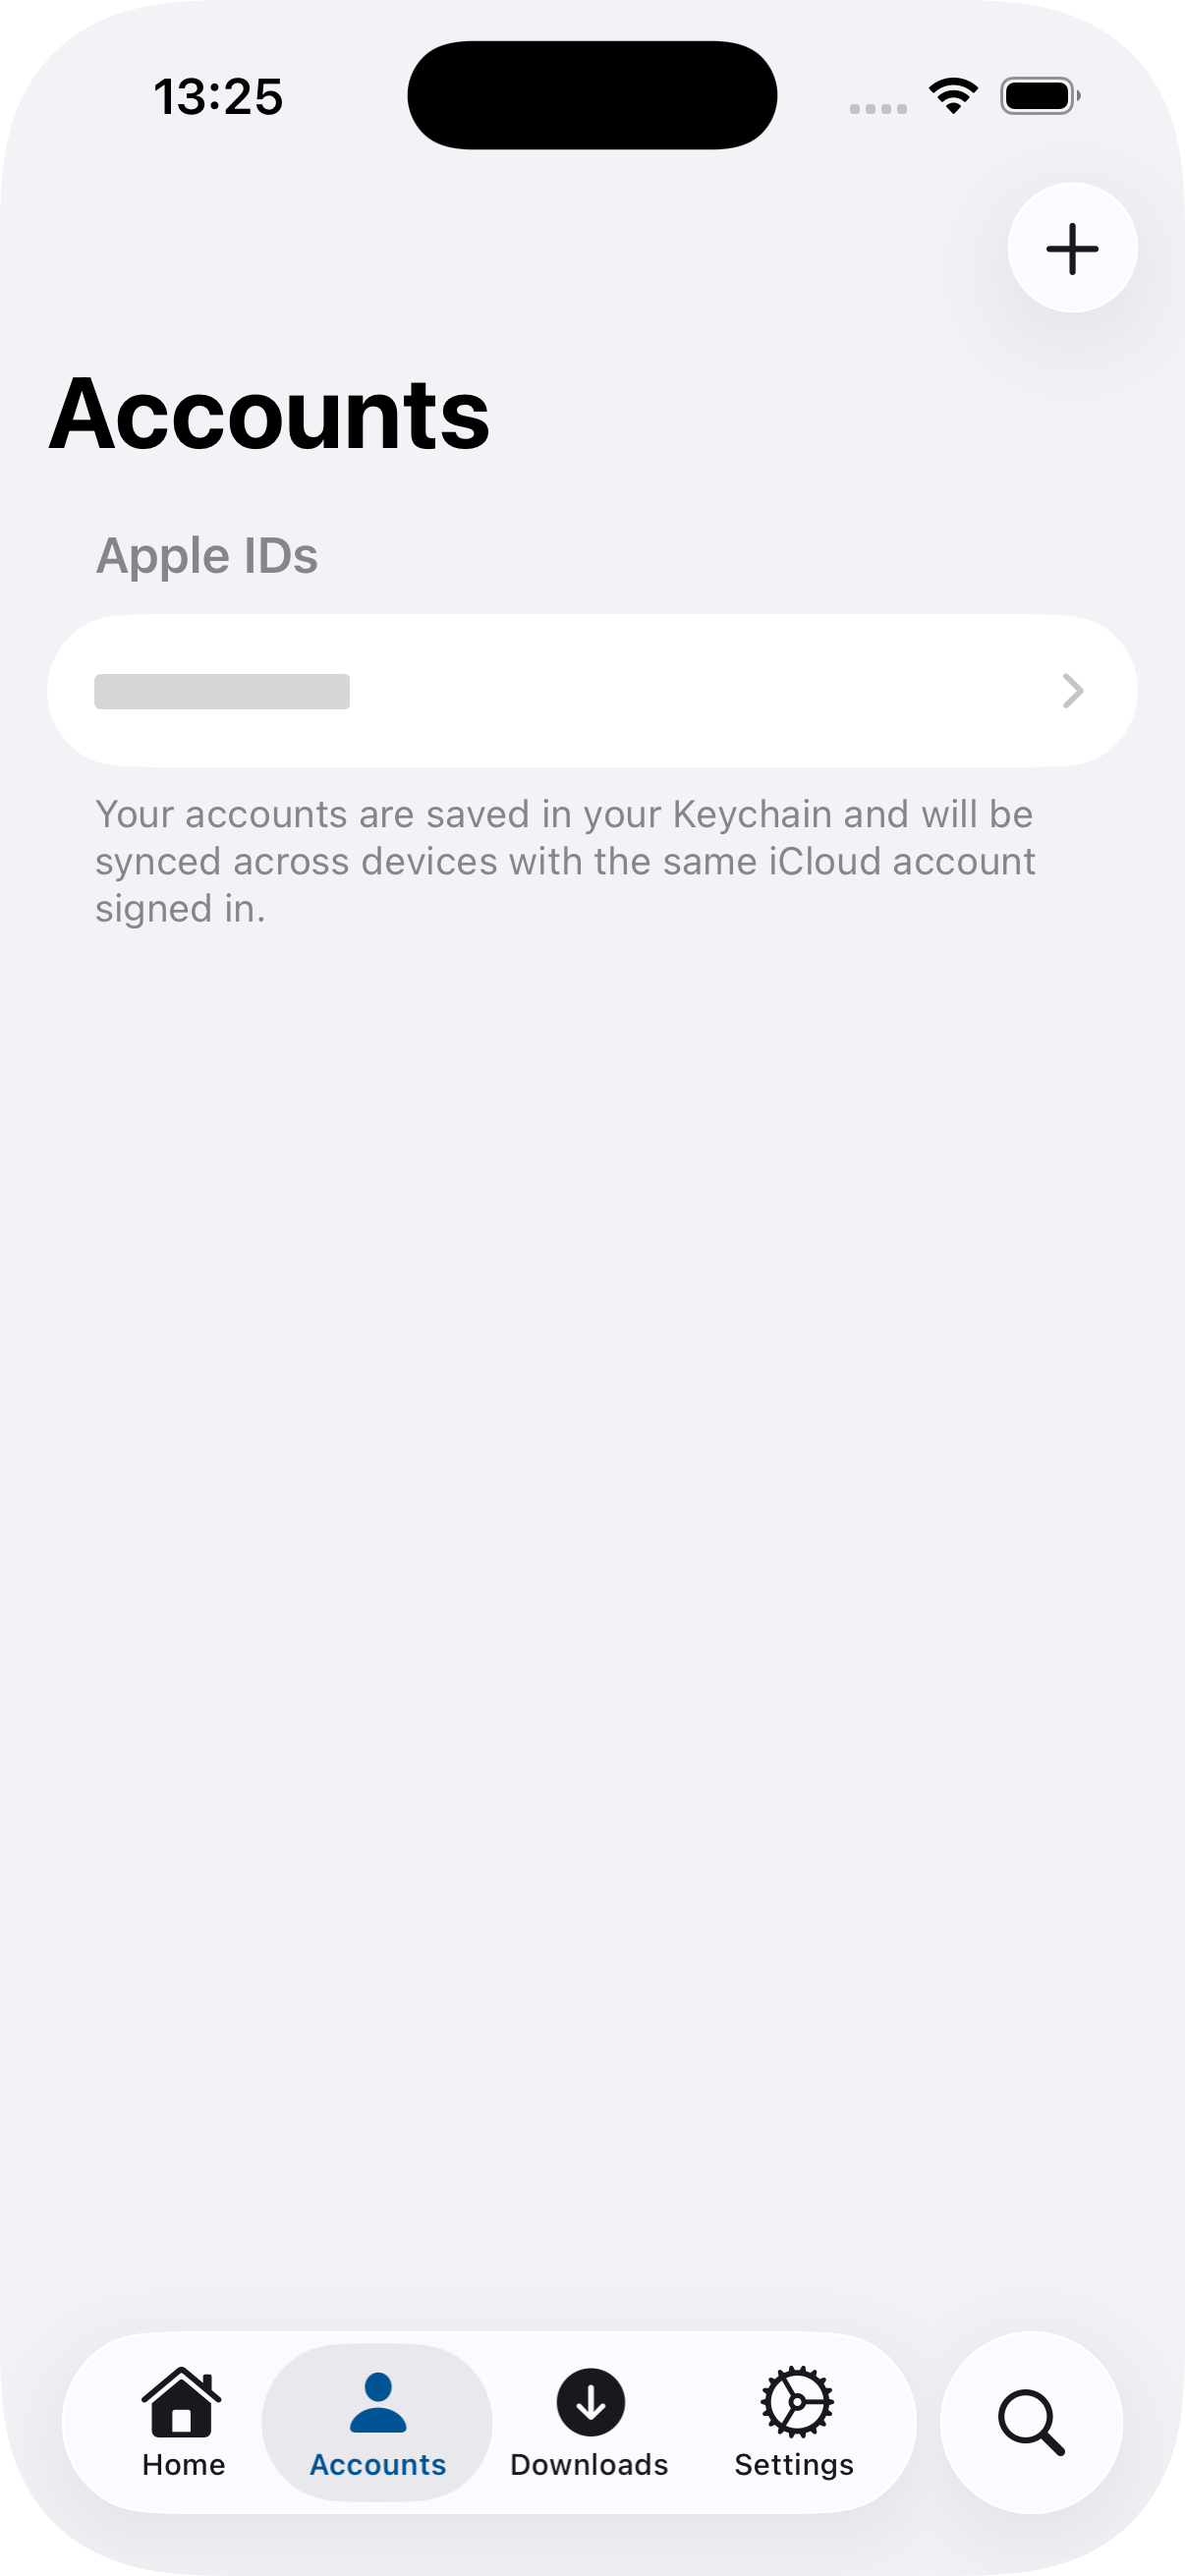 13:25
Accounts
Apple IDs
Your accounts are saved in your Keychain and will be
synced across devices with the same iCloud account
signed in.
Home
Accounts
Downloads
Settings